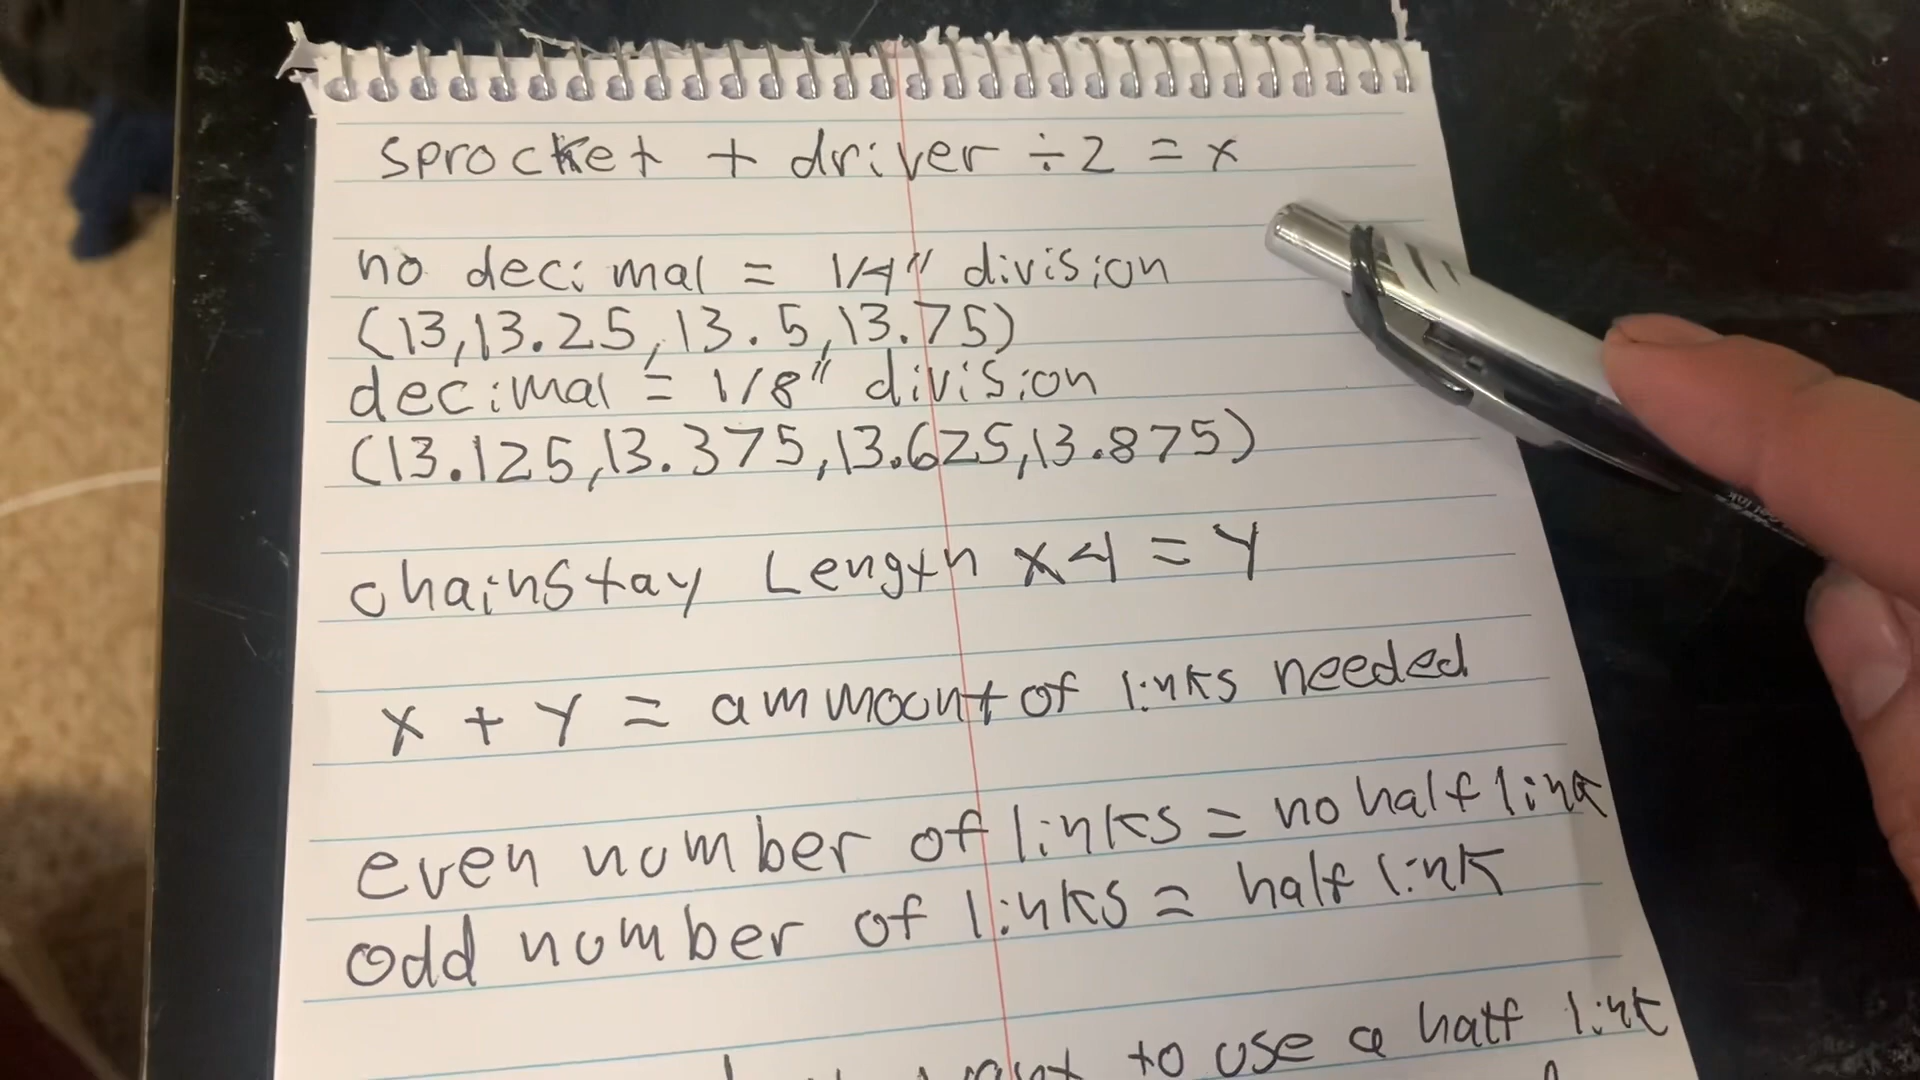 sprocket + driver ÷ 2 = x
no decimal = 1/4" division
(13,13.25,13.5,13.75)
decimal = 1/8" division
(13.125,13.375,13.625,13.875)
chainstay Length x4 = Y
x + Y = ammount of links needed
even number of links = no half link
odd number of links = half link
to use a half link